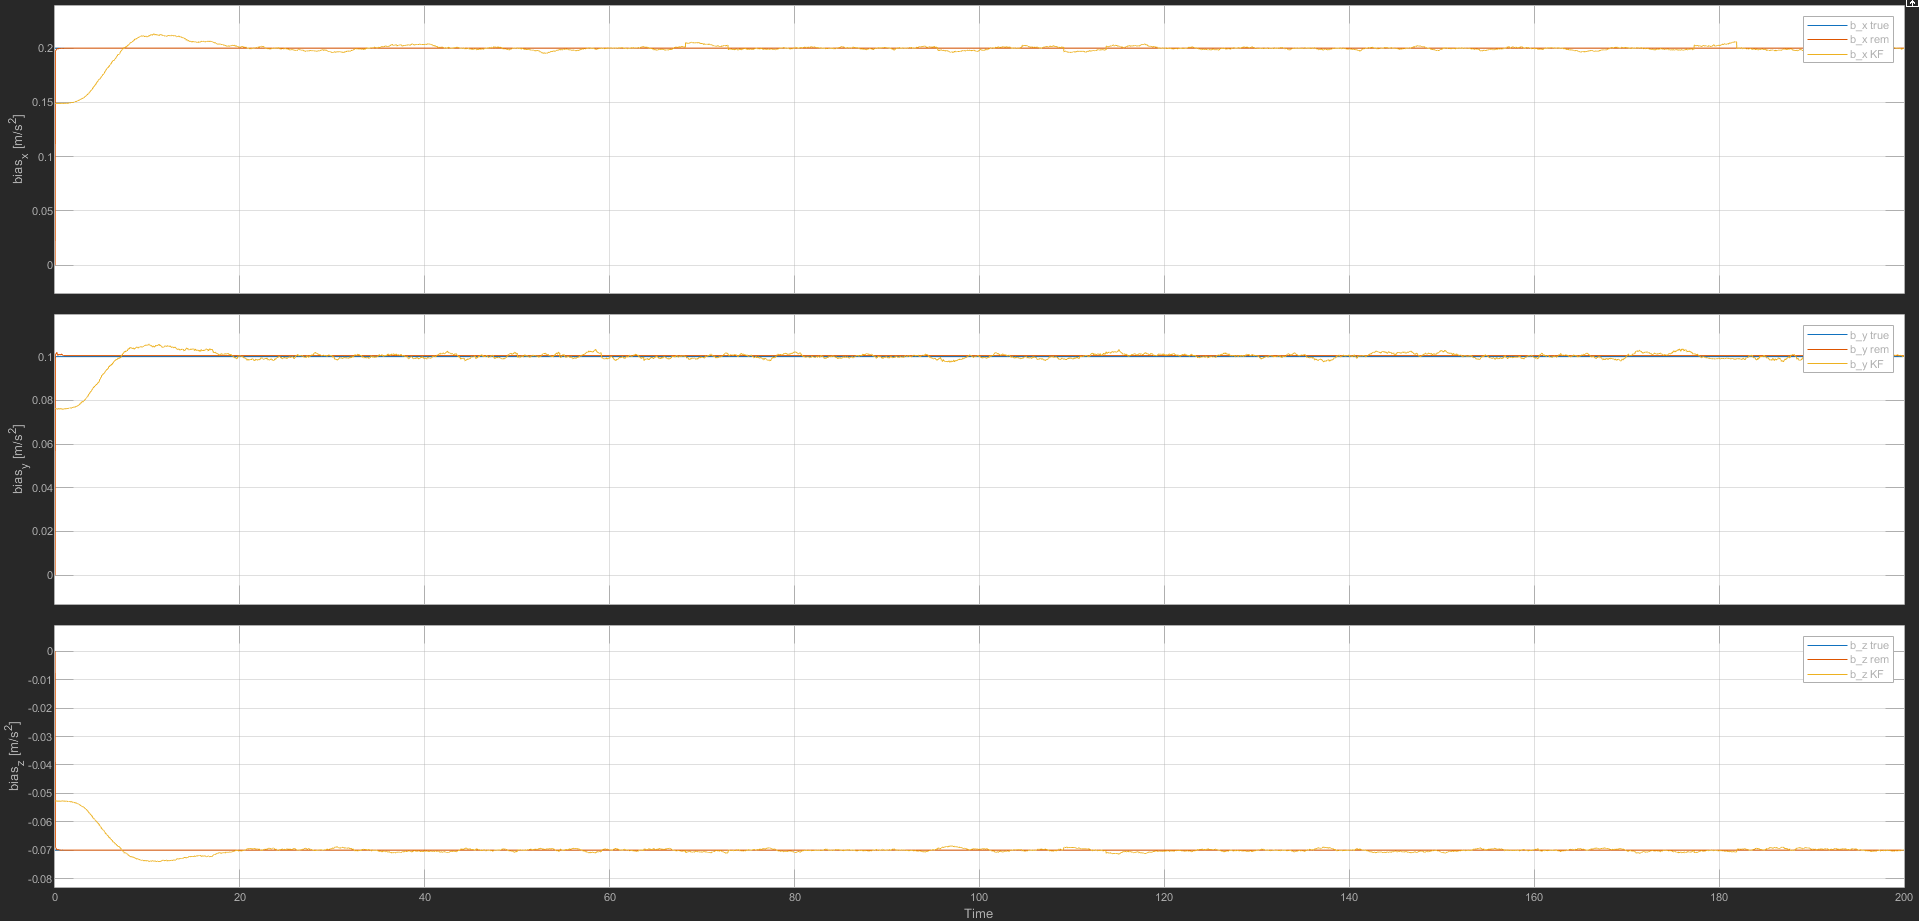 b_x true
b_x rem
b_x KF
0.2
0.15
0.1
0.05
0
bias_x [m/s^2]
b_y true
b_y rem
b_y KF
0.1
0.08
0.06
0.04
0.02
0
bias_y [m/s^2]
b_z true
b_z rem
b_z KF
0
-0.01
-0.02
-0.03
-0.04
-0.05
-0.06
-0.07
-0.08
bias_z [m/s^2]
0 20 40 60 80 100 120 140 160 180 200
Time